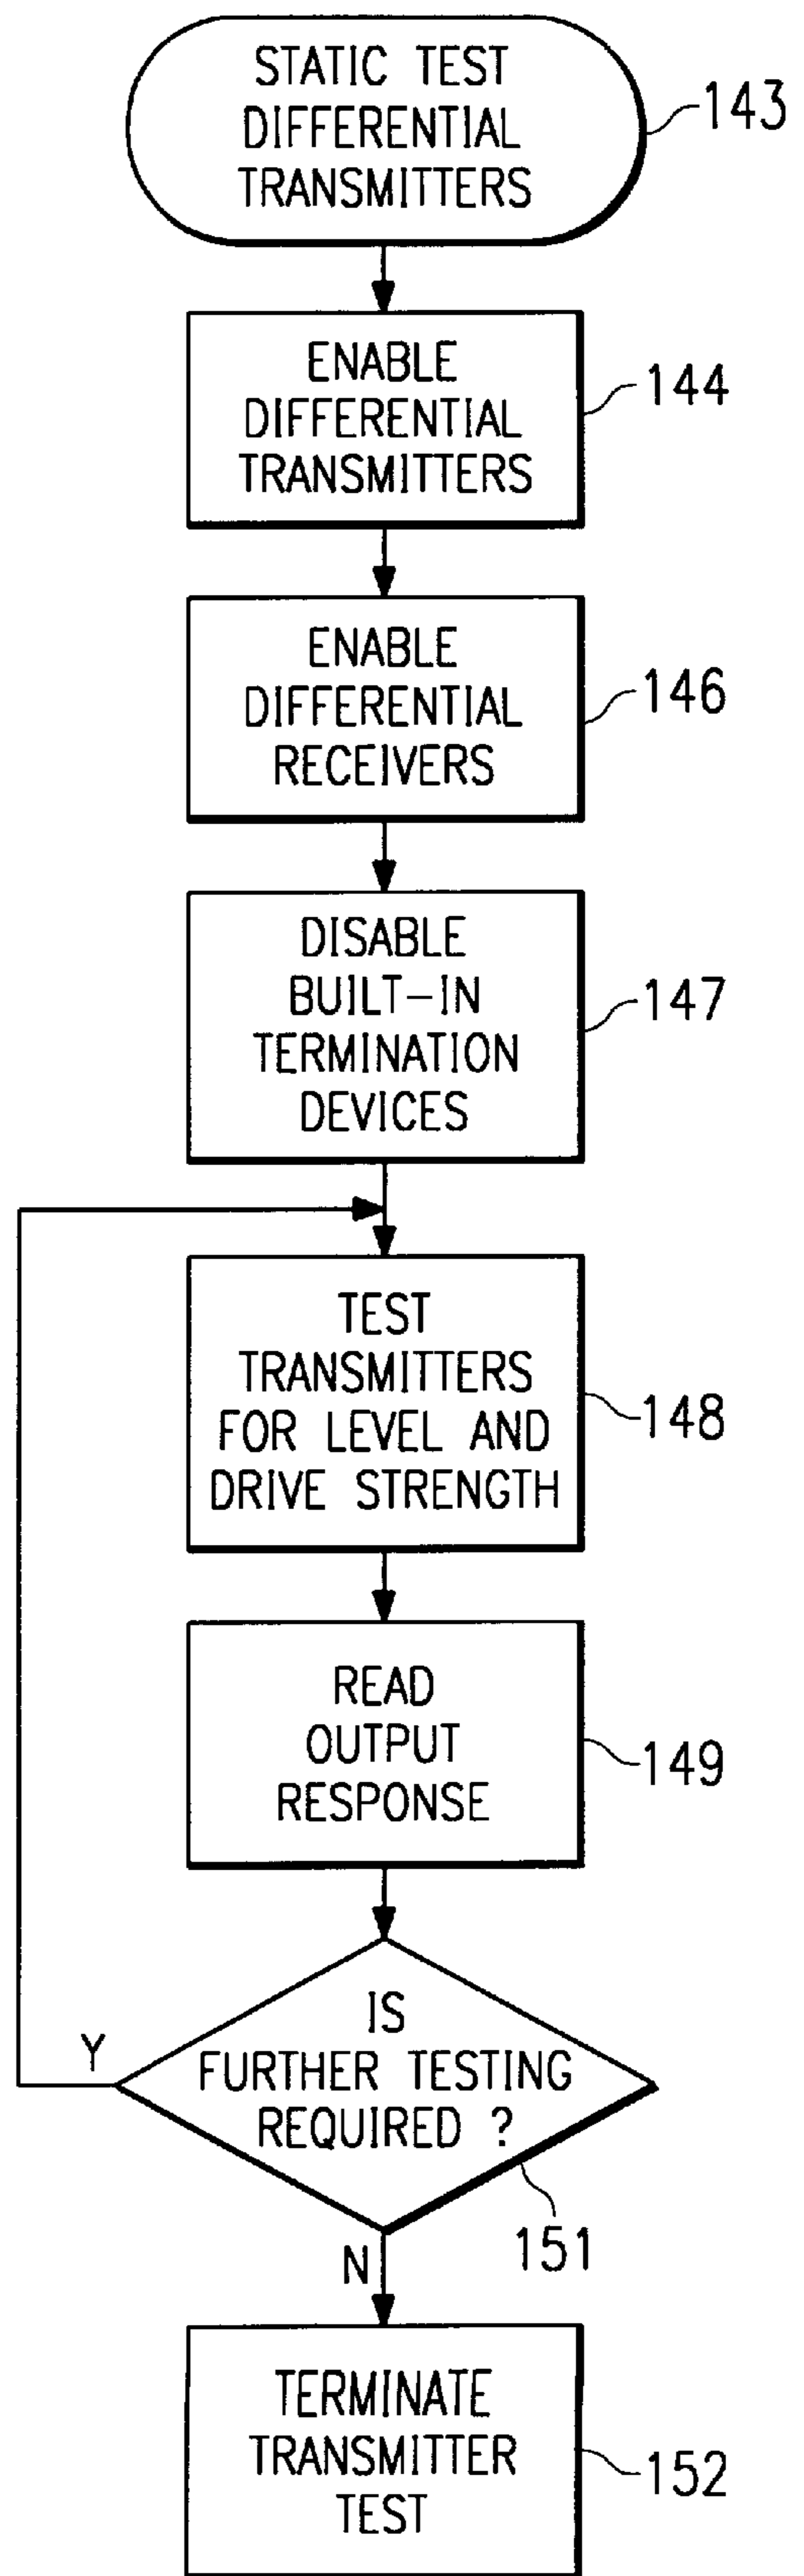 STATIC TEST
DIFFERENTIAL
TRANSMITTERS
143
ENABLE
DIFFERENTIAL
TRANSMITTERS
144
ENABLE
DIFFERENTIAL
RECEIVERS
146
DISABLE
BUILT-IN
TERMINATION
DEVICES
147
TEST
TRANSMITTERS
FOR LEVEL AND
DRIVE STRENGTH
148
READ
OUTPUT
RESPONSE
149
IS
FURTHER TESTING
REQUIRED ?
Y
151
N
TERMINATE
TRANSMITTER
TEST
152